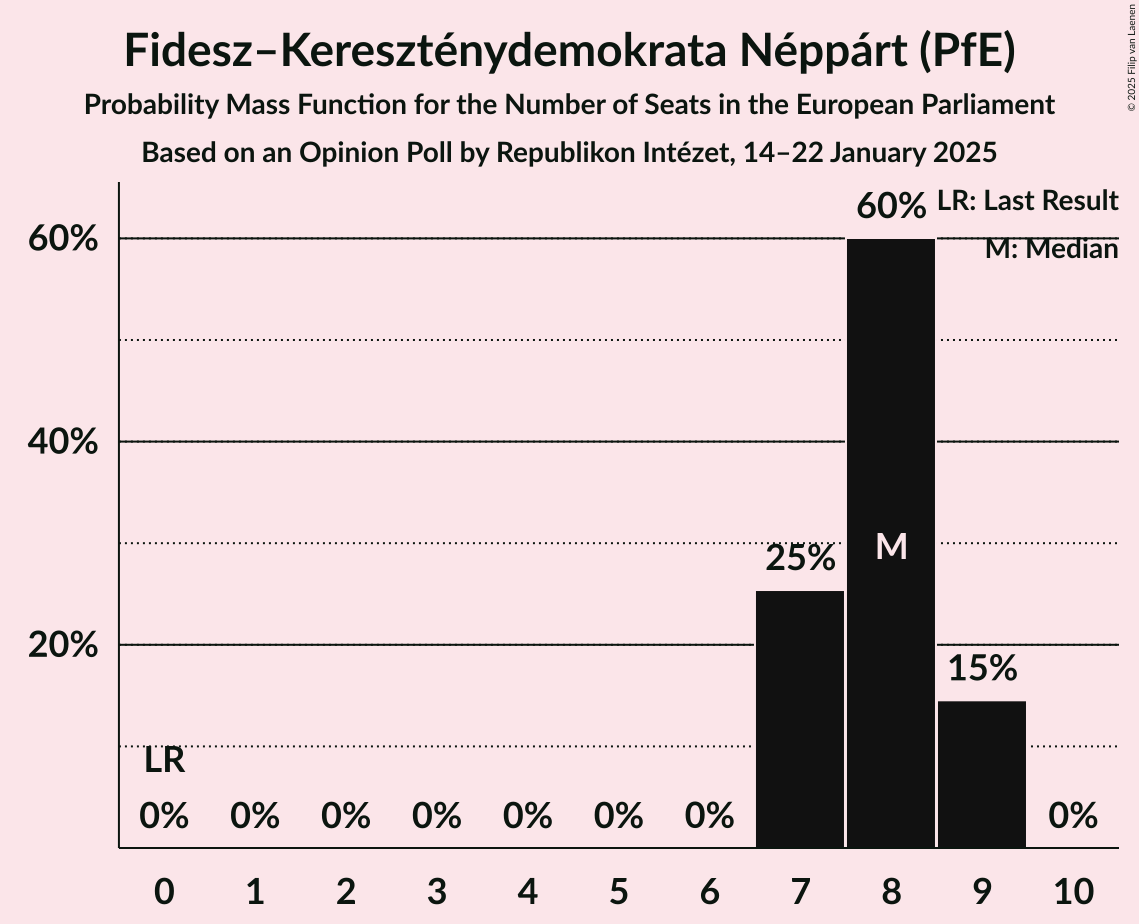 Fidesz–Kereszténydemokrata Néppárt (PfE)
Probability Mass Function for the Number of Seats in the European Parliament
Based on an Opinion Poll by Republikon Intézet, 14–22 January 2025
© 2025 Filip van Laenen
LR: Last Result
M: Median
60%
40%
20%
LR
0% 0% 0% 0% 0% 0% 0% 25% 60% 15% 0%
M
0 1 2 3 4 5 6 7 8 9 10